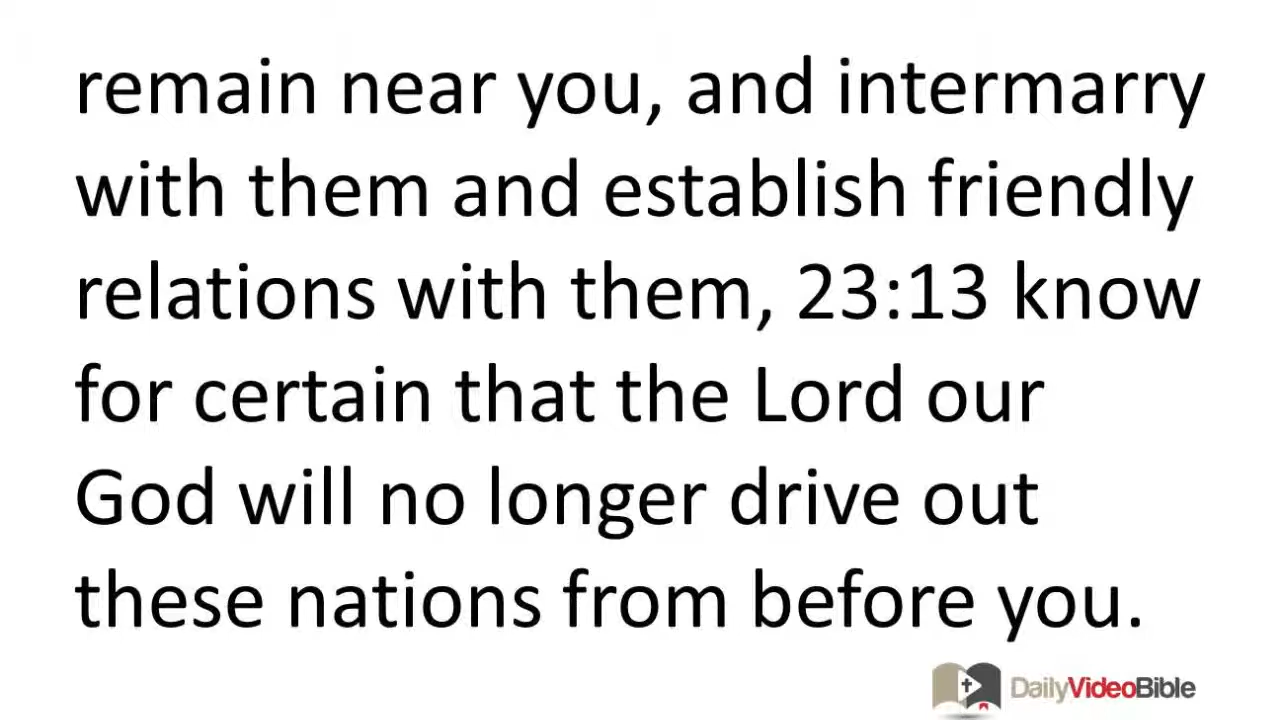 remain near you, and intermarry
with them and establish friendly
relations with them, 23:13 know
for certain that the Lord our
God will no longer drive out
these nations from before you.
DailyVideoBible